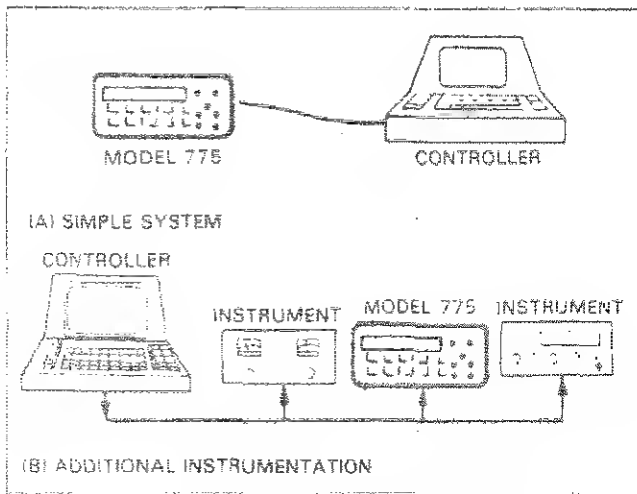 MODEL 775
CONTROLLER
(A) SIMPLE SYSTEM
CONTROLLER
INSTRUMENT
MODEL 775
INSTRUMENT
(B) ADDITIONAL INSTRUMENTATION